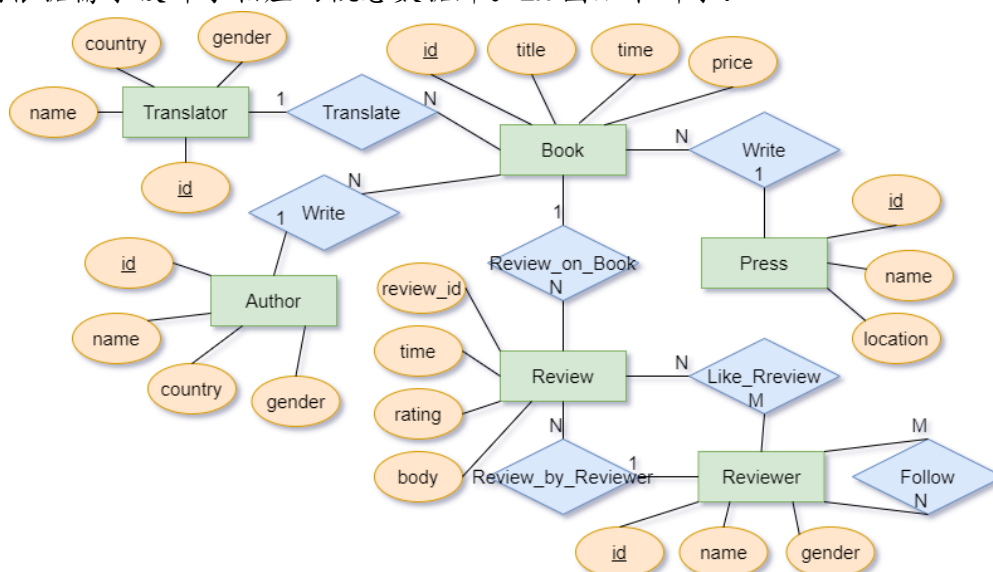 country
gender
id
title
time
price
name
Translator
1
Translate
N
Book
N
Write
1
id
N
Write
1
1
id
id
Review_on_Book
N
Press
name
review_id
Author
name
time
location
country
gender
Review
N
Like_Rreview
M
rating
N
M
body
Review_by_Reviewer
1
Reviewer
Follow
N
id
name
gender